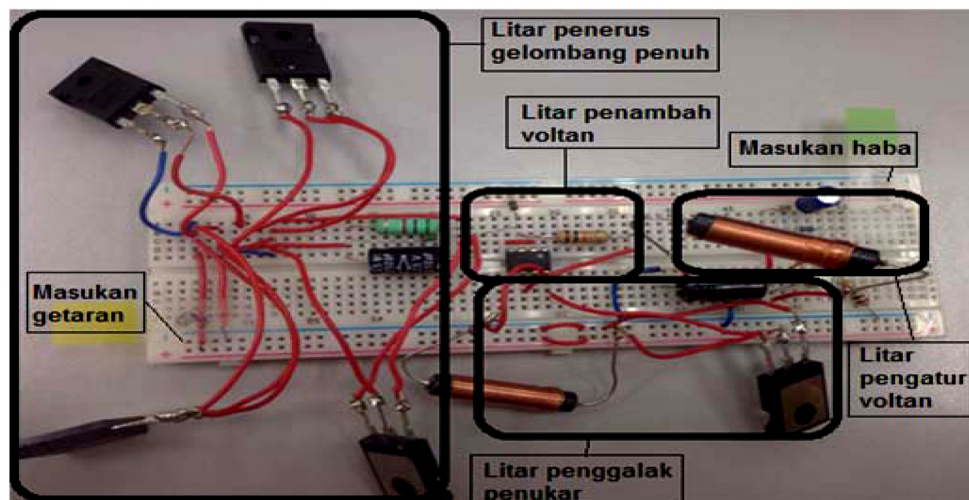 Litar penerus
gelombang penuh
Litar penambah
voltan
Masukan haba
Masukan
getaran
Litar
pengatur
voltan
Litar penggalak
penukar